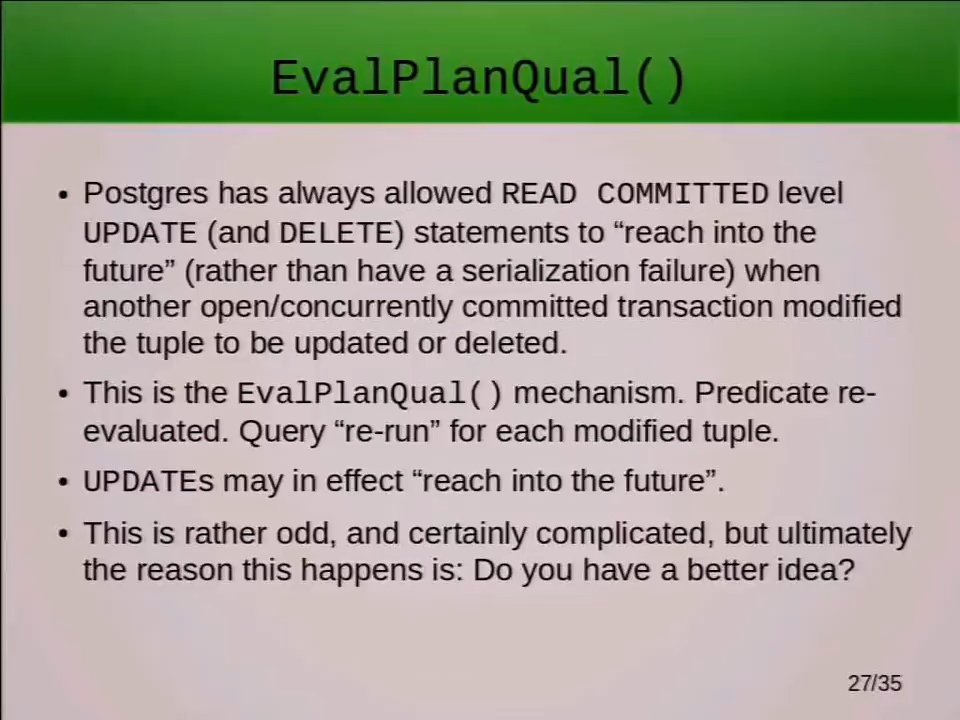 EvalPlanQual()
• Postgres has always allowed READ COMMITTED level
UPDATE (and DELETE) statements to “reach into the
future” (rather than have a serialization failure) when
another open/concurrently committed transaction modified
the tuple to be updated or deleted.
• This is the EvalPlanQual() mechanism. Predicate re-
evaluated. Query “re-run” for each modified tuple.
• UPDATEs may in effect “reach into the future”.
• This is rather odd, and certainly complicated, but ultimately
the reason this happens is: Do you have a better idea?
27/35